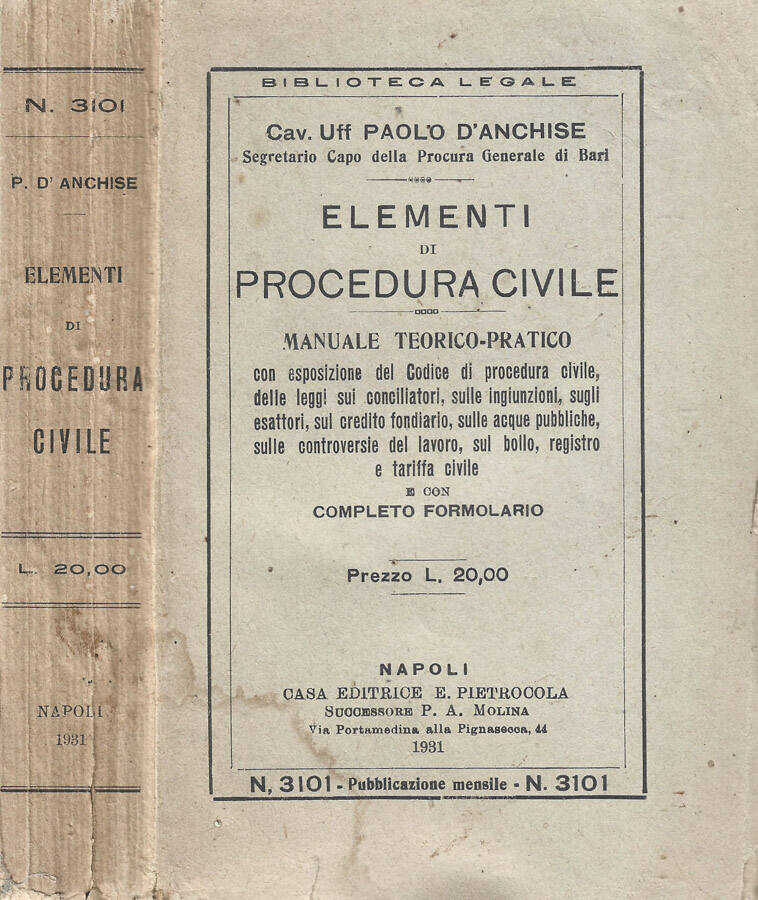 N. 3101
P. D' ANCHISE
ELEMENTI
DI
PROCEDURA
CIVILE
L. 20,00
NAPOLI
1931
BIBLIOTECA LEGALE
Cav. Uff PAOLO D'ANCHISE
Segretario Capo della Procura Generale di Bari
ELEMENTI
DI
PROCEDURA CIVILE
MANUALE TEORICO-PRATICO
con esposizione del Codice di procedura civile,
delle leggi sui conciliatori, sulle ingiunzioni, sugli
esattori, sul credito fondiario, sulle acque pubbliche,
sulle controversie del lavoro, sul bollo, registro
e tariffa civile
E CON
COMPLETO FORMOLARIO
Prezzo L. 20,00
NAPOLI
CASA EDITRICE E. PIETROCOLA
SUCCESSORE P. A. MOLINA
Via Portamedina alla Pignasecca, 44
1931
N, 3101 - Pubblicazione mensile - N. 3101